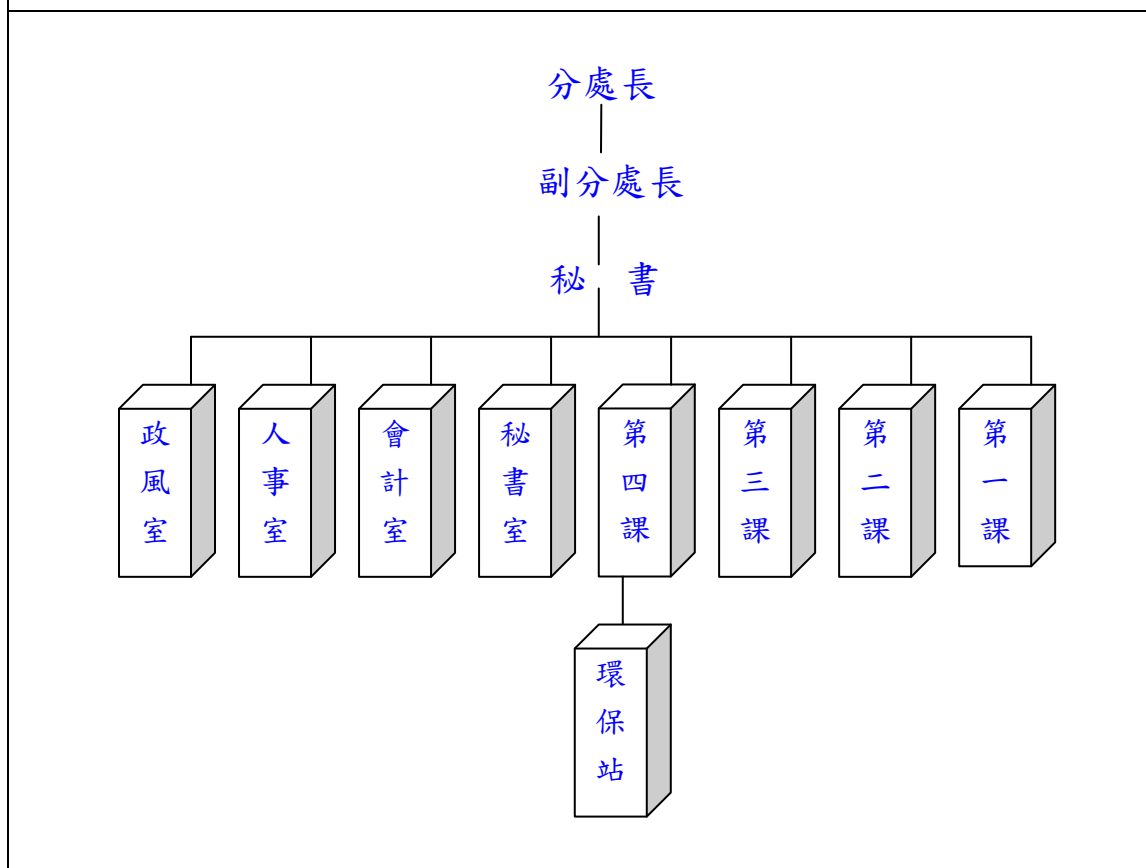 分處長
副分處長
秘　書
政風室
人事室
會計室
秘書室
第四課
第三課
第二課
第一課
環保站